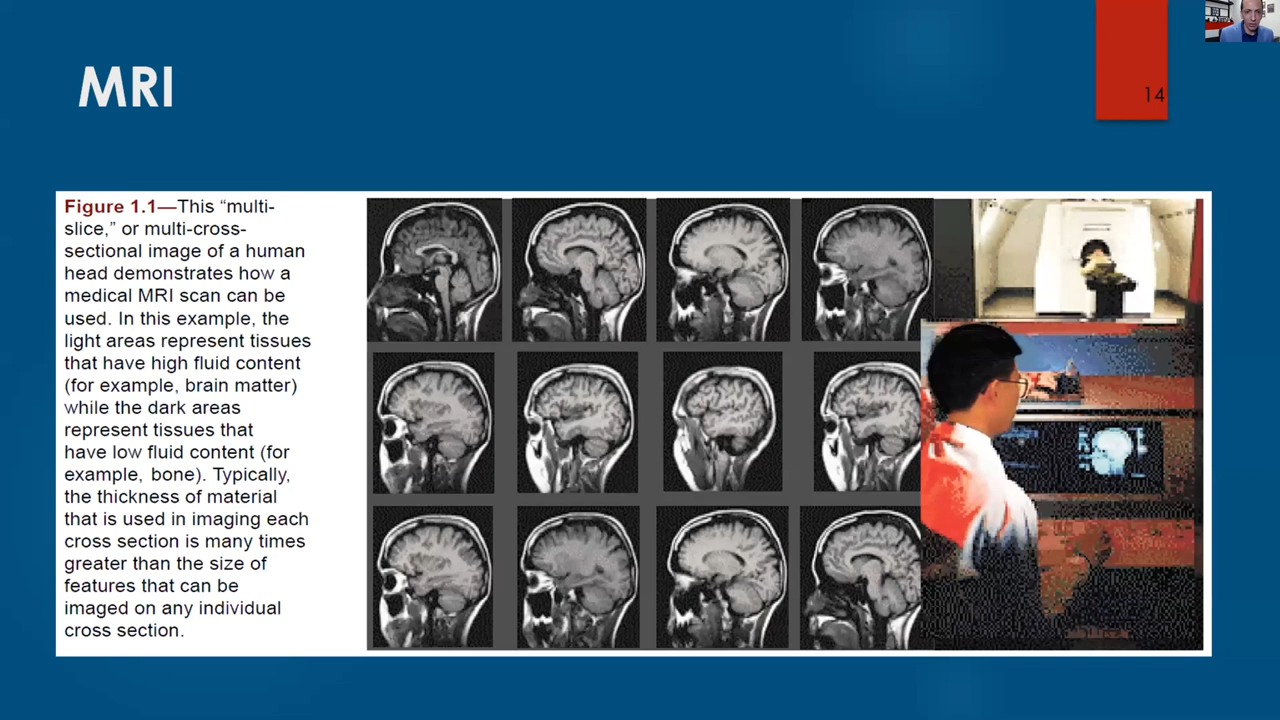 MRI
14
Figure 1.1—This “multi-
slice,” or multi-cross-
sectional image of a human
head demonstrates how a
medical MRI scan can be
used. In this example, the
light areas represent tissues
that have high fluid content
(for example, brain matter)
while the dark areas
represent tissues that
have low fluid content (for
example, bone). Typically,
the thickness of material
that is used in imaging each
cross section is many times
greater than the size of
features that can be
imaged on any individual
cross section.